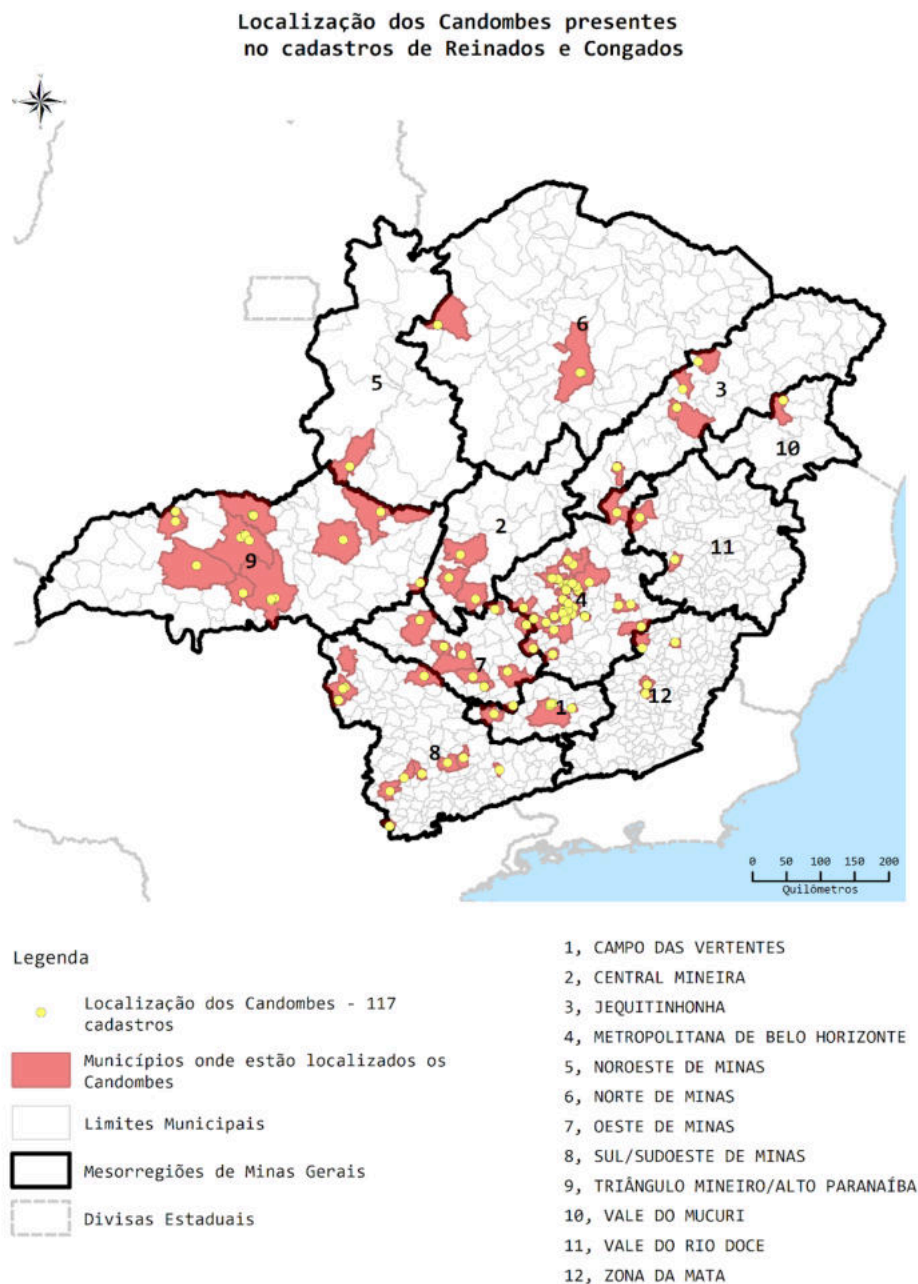 Localização dos Candombes presentes
no cadastros de Reinados e Congados
6
5
3
10
2
11
9
4
7
12
1
8
0 50 100 150 200
Quilómetros
Legenda
Localização dos Candombes - 117
cadastros
Municípios onde estão localizados os
Candombes
Limites Municipais
Mesorregiões de Minas Gerais
Divisas Estaduais
1, CAMPO DAS VERTENTES
2, CENTRAL MINEIRA
3, JEQUITINHONHA
4, METROPOLITANA DE BELO HORIZONTE
5, NOROESTE DE MINAS
6, NORTE DE MINAS
7, OESTE DE MINAS
8, SUL/SUDOESTE DE MINAS
9, TRIÂNGULO MINEIRO/ALTO PARANAÍBA
10, VALE DO MUCURI
11, VALE DO RIO DOCE
12, ZONA DA MATA